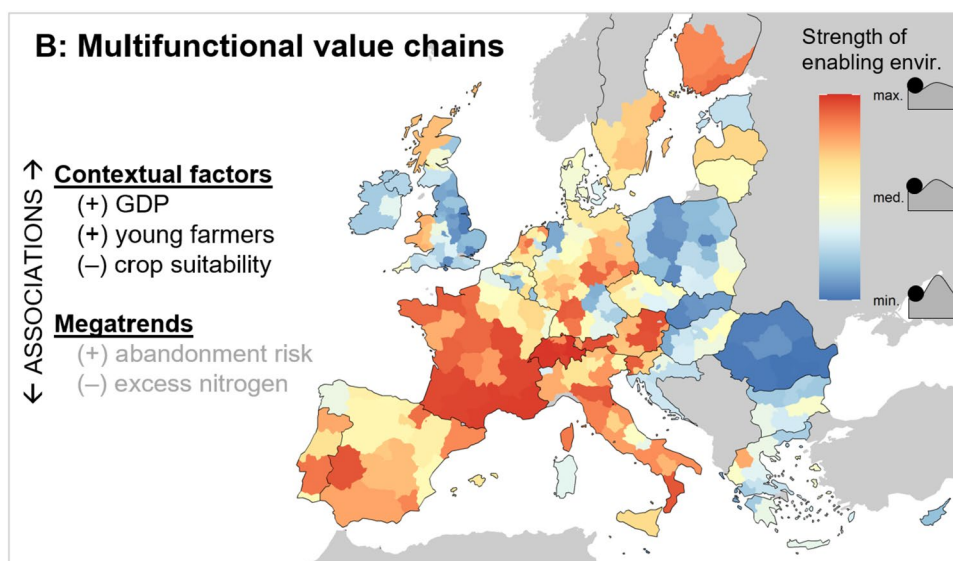 B: Multifunctional value chains
Strength of
enabling envir.
max.
med.
min.
← ASSOCIATIONS →
Contextual factors
(+) GDP
(+) young farmers
(–) crop suitability
Megatrends
(+) abandonment risk
(–) excess nitrogen